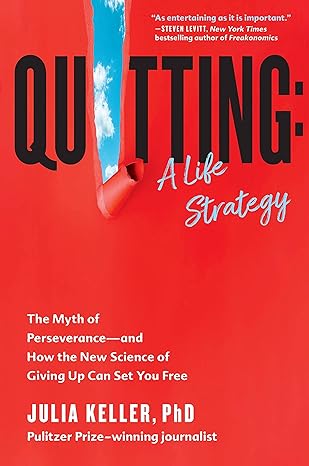 "As entertaining as it is important."
—STEVEN LEVITT, New York Times
bestselling author of Freakonomics
QUITTING:
A Life
Strategy
The Myth of
Perseverance—and
How the New Science of
Giving Up Can Set You Free
JULIA KELLER, PhD
Pulitzer Prize–winning journalist